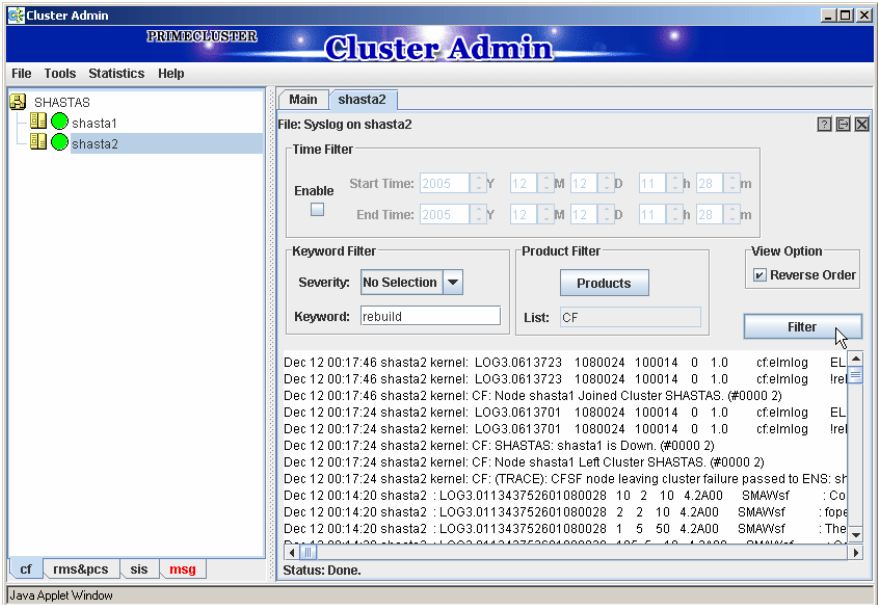 Cluster Admin
PRIMECLUSTER
Cluster Admin
File Tools Statistics Help
SHASTAS
shasta1
shasta2
Main shasta2
File: Syslog on shasta2
Time Filter
Enable
Start Time: 2005 Y 12 M 12 D 11 h 28 m
End Time: 2005 Y 12 M 12 D 11 h 28 m
Keyword Filter
Severity: No Selection
Keyword: rebuild
Product Filter
Products
List: CF
View Option
Reverse Order
Filter
Dec 12 00:17:46 shasta2 kernel: LOG3.0613723 1080024 100014 0 1.0 cf:elmlog EL
Dec 12 00:17:46 shasta2 kernel: LOG3.0613723 1080024 100014 0 1.0 cf:elmlog !rel
Dec 12 00:17:46 shasta2 kernel: CF: Node shasta1 Joined Cluster SHASTAS. (#0000 2)
Dec 12 00:17:24 shasta2 kernel: LOG3.0613701 1080024 100014 0 1.0 cf:elmlog EL
Dec 12 00:17:24 shasta2 kernel: LOG3.0613701 1080024 100014 0 1.0 cf:elmlog !rel
Dec 12 00:17:24 shasta2 kernel: CF: SHASTAS: shasta1 is Down. (#0000 2)
Dec 12 00:17:24 shasta2 kernel: CF: Node shasta1 Left Cluster SHASTAS. (#0000 2)
Dec 12 00:17:24 shasta2 kernel: CF: (TRACE): CFSF node leaving cluster failure passed to ENS: sh
Dec 12 00:14:20 shasta2 : LOG3.011343752601080028 10 2 10 4.2A00 SMAWsf : Co
Dec 12 00:14:20 shasta2 : LOG3.011343752601080028 2 2 10 4.2A00 SMAWsf : fope
Dec 12 00:14:20 shasta2 : LOG3.011343752601080028 1 5 50 4.2A00 SMAWsf : The
cf rms&pcs sis msg
Status: Done.
Java Applet Window